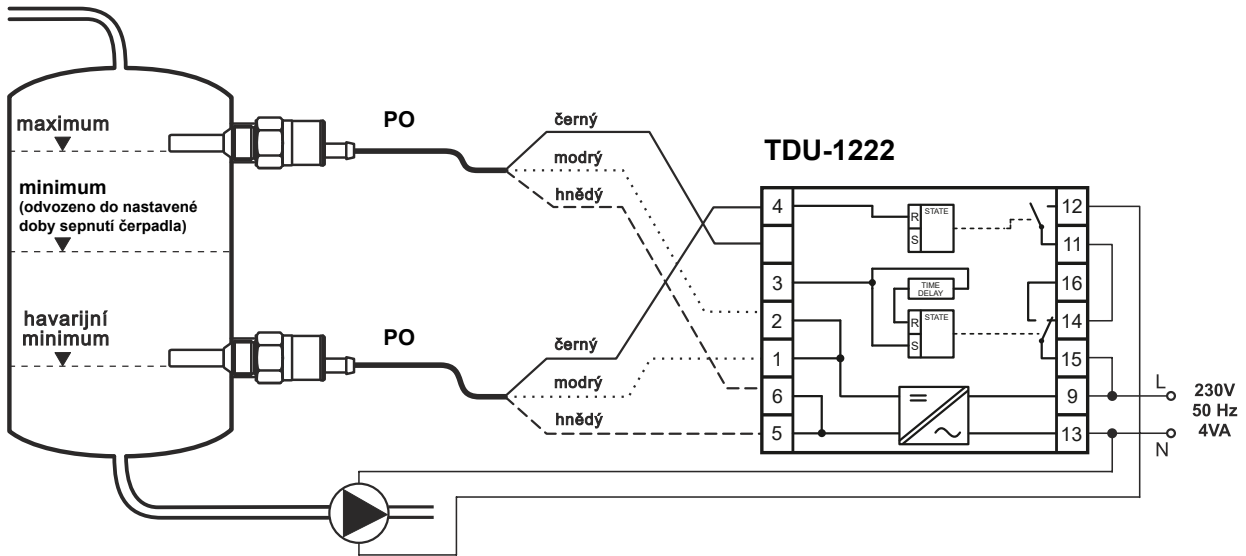 maximum
minimum
(odvozeno do nastavené
doby sepnutí čerpadla)
havarijní
minimum
PO
černý
modrý
hnědý
PO
černý
modrý
hnědý
TDU-1222
4
3
2
1
6
5
R
S
STATE
TIME
DELAY
R
S
STATE
12
11
16
14
15
9
13
L
N
230V
50 Hz
4VA